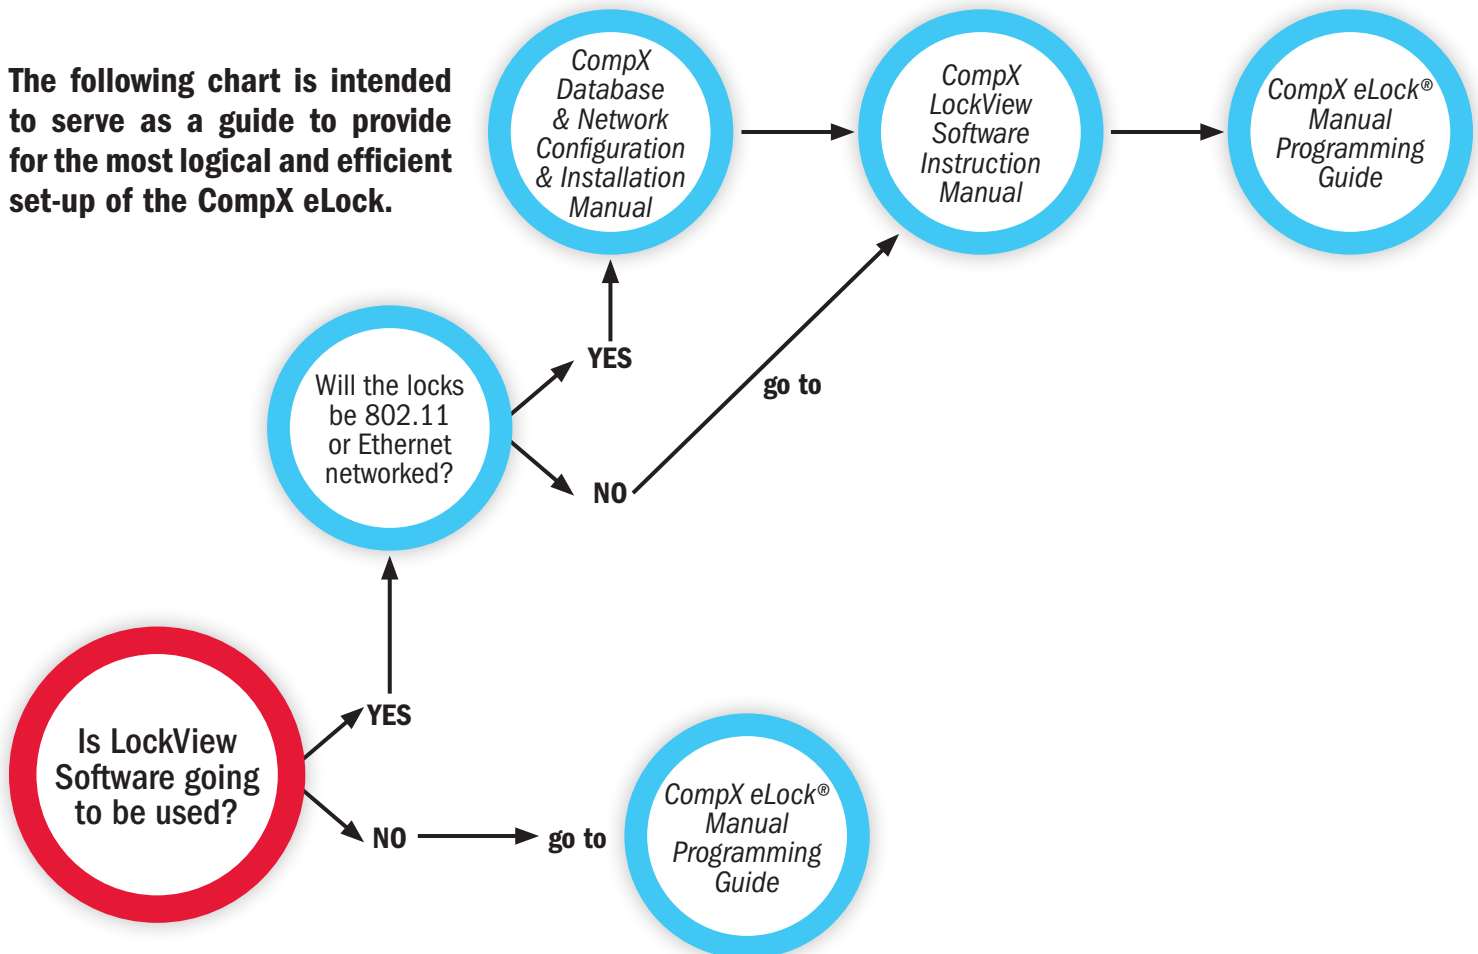 The following chart is intended
to serve as a guide to provide
for the most logical and efficient
set-up of the CompX eLock.
CompX
Database
& Network
Configuration
& Installation
Manual
CompX
LockView
Software
Instruction
Manual
CompX eLock®
Manual
Programming
Guide
YES
go to
Will the locks
be 802.11
or Ethernet
networked?
NO
YES
Is LockView
Software going
to be used?
NO
go to
CompX eLock®
Manual
Programming
Guide